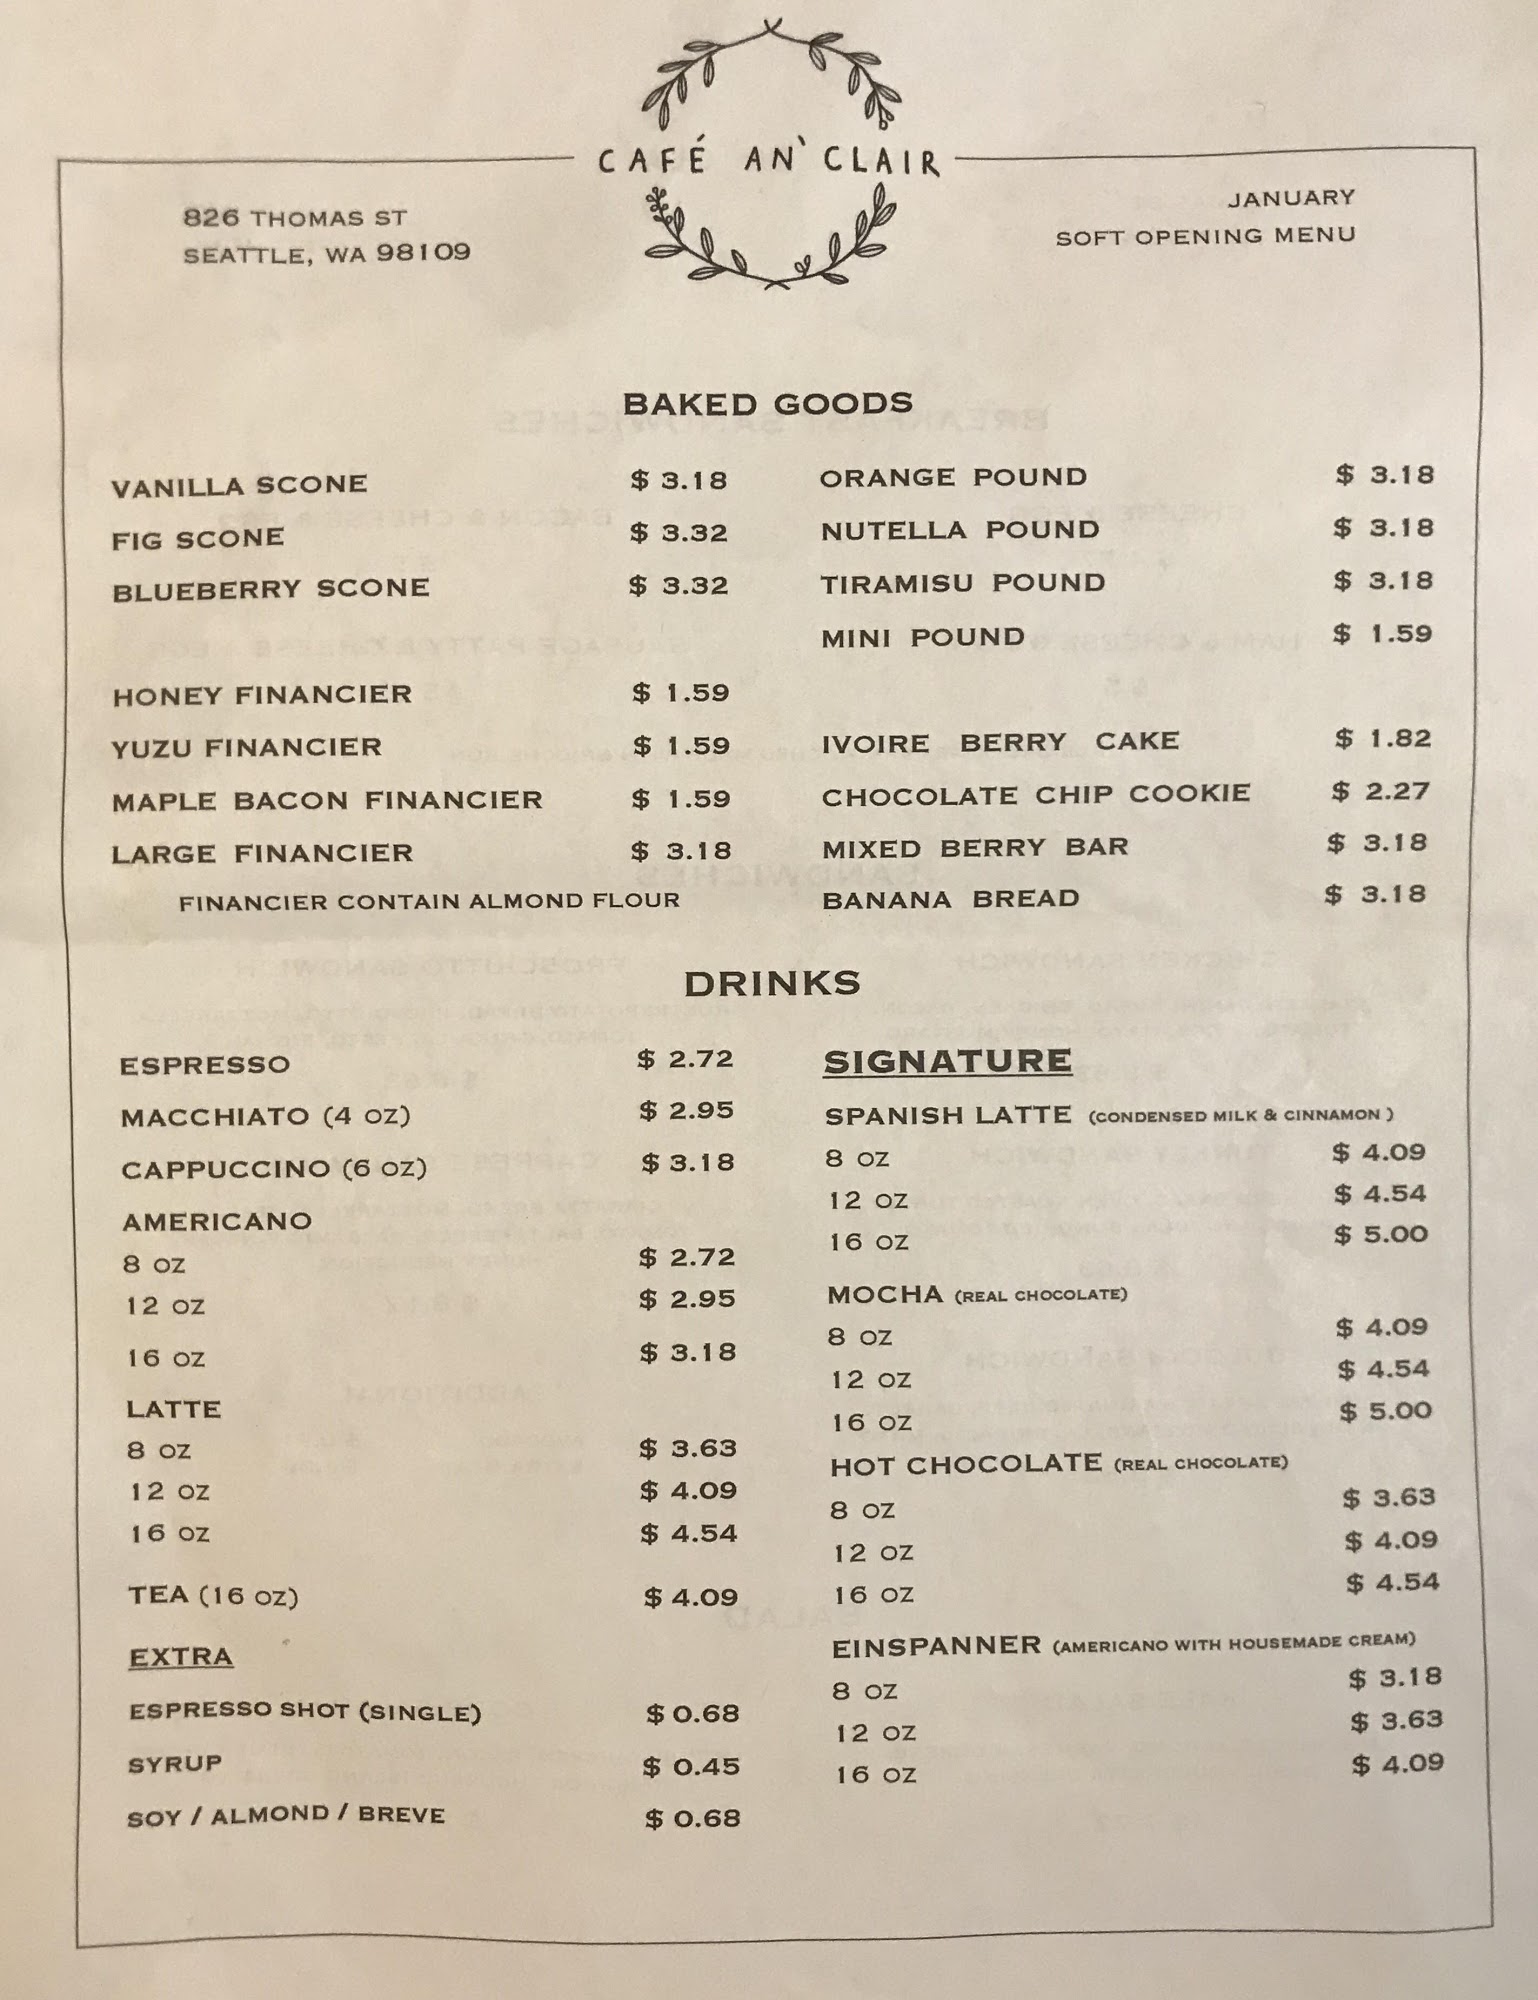 CAFÉ AN' CLAIR
826 THOMAS ST
SEATTLE, WA 98109
JANUARY
SOFT OPENING MENU
BAKED GOODS
VANILLA SCONE $ 3.18
FIG SCONE $ 3.32
BLUEBERRY SCONE $ 3.32
HONEY FINANCIER $ 1.59
YUZU FINANCIER $ 1.59
MAPLE BACON FINANCIER $ 1.59
LARGE FINANCIER $ 3.18
FINANCIER CONTAIN ALMOND FLOUR
ORANGE POUND $ 3.18
NUTELLA POUND $ 3.18
TIRAMISU POUND $ 3.18
MINI POUND $ 1.59
IVOIRE BERRY CAKE $ 1.82
CHOCOLATE CHIP COOKIE $ 2.27
MIXED BERRY BAR $ 3.18
BANANA BREAD $ 3.18
DRINKS
ESPRESSO $ 2.72
MACCHIATO (4 OZ) $ 2.95
CAPPUCCINO (6 OZ) $ 3.18
AMERICANO
8 OZ $ 2.72
12 OZ $ 2.95
16 OZ $ 3.18
LATTE
8 OZ $ 3.63
12 OZ $ 4.09
16 OZ $ 4.54
TEA (16 OZ) $ 4.09
EXTRA
ESPRESSO SHOT (SINGLE) $ 0.68
SYRUP $ 0.45
SOY / ALMOND / BREVE $ 0.68
SIGNATURE
SPANISH LATTE (CONDENSED MILK & CINNAMON )
8 OZ $ 4.09
12 OZ $ 4.54
16 OZ $ 5.00
MOCHA (REAL CHOCOLATE)
8 OZ $ 4.09
12 OZ $ 4.54
16 OZ $ 5.00
HOT CHOCOLATE (REAL CHOCOLATE)
8 OZ $ 3.63
12 OZ $ 4.09
16 OZ $ 4.54
EINSPANNER (AMERICANO WITH HOUSEMADE CREAM)
8 OZ $ 3.18
12 OZ $ 3.63
16 OZ $ 4.09